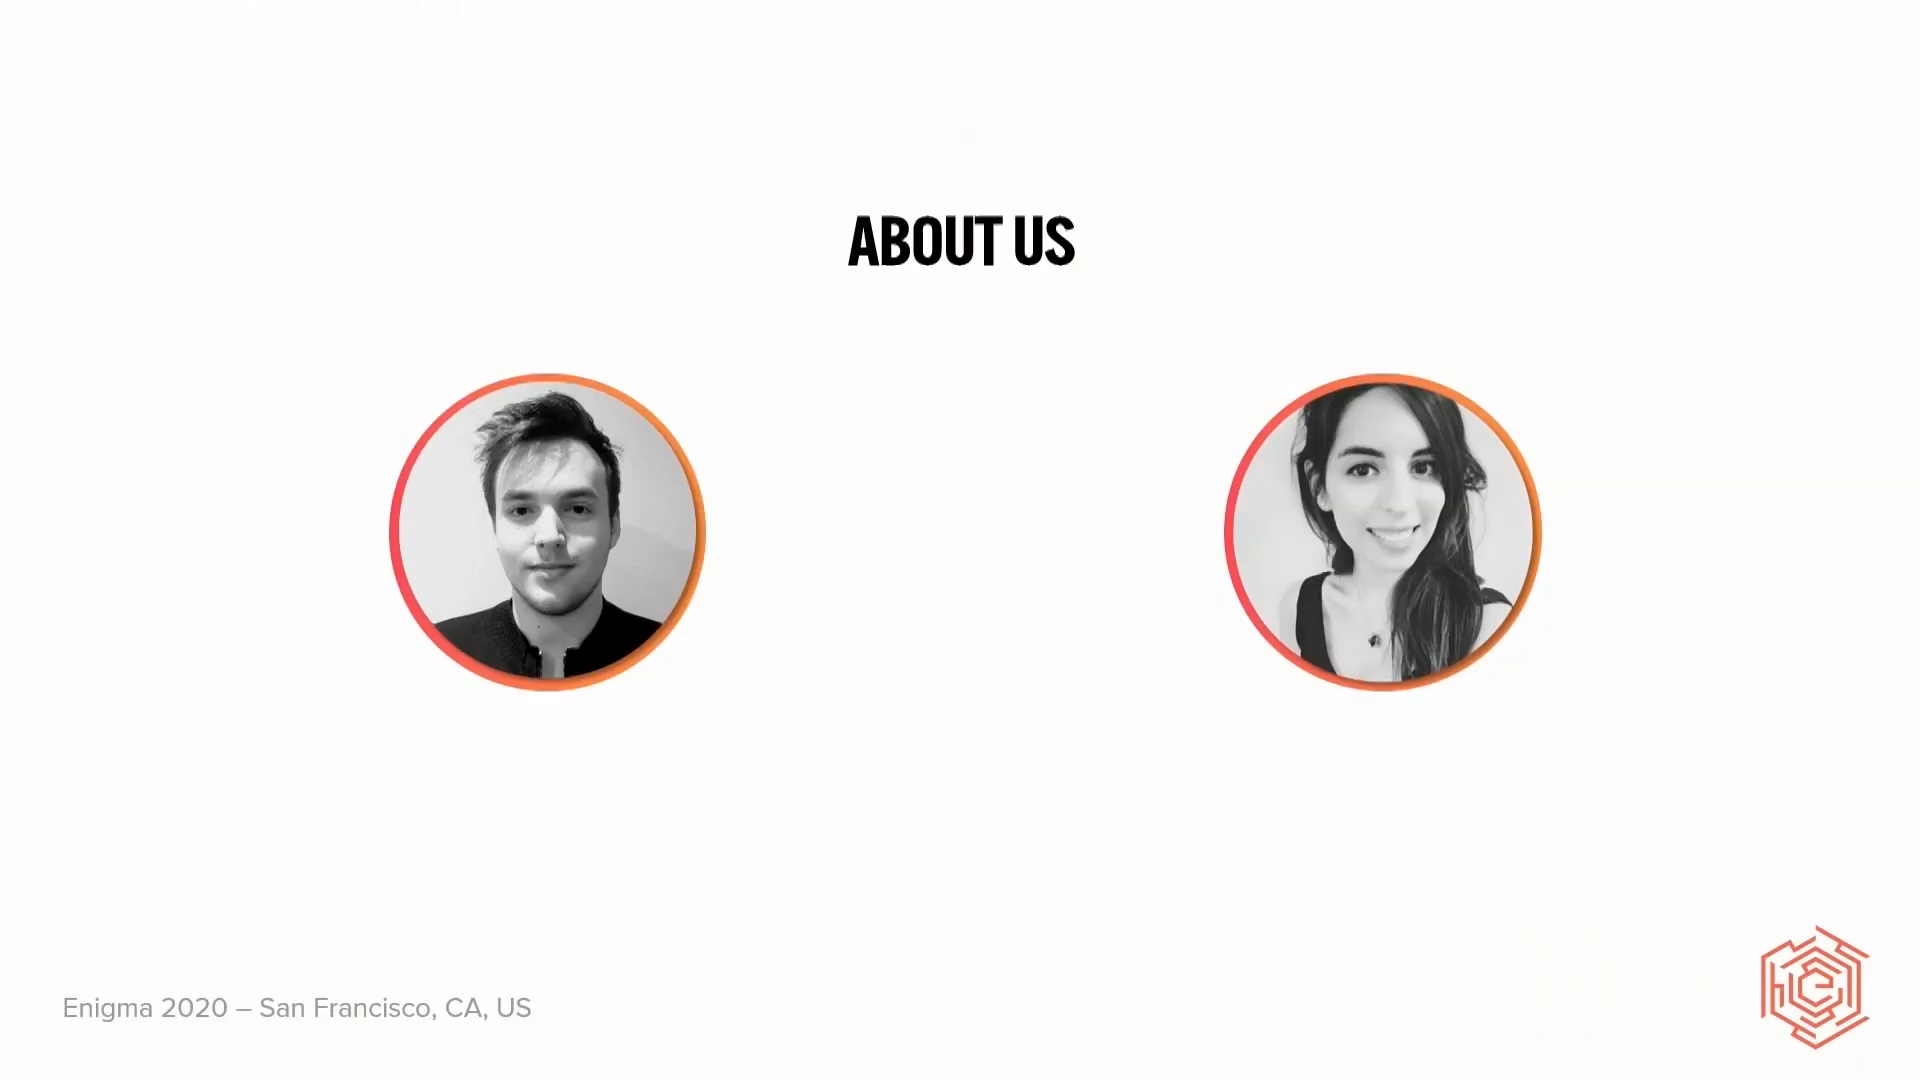 ABOUT US
Enigma 2020 – San Francisco, CA, US